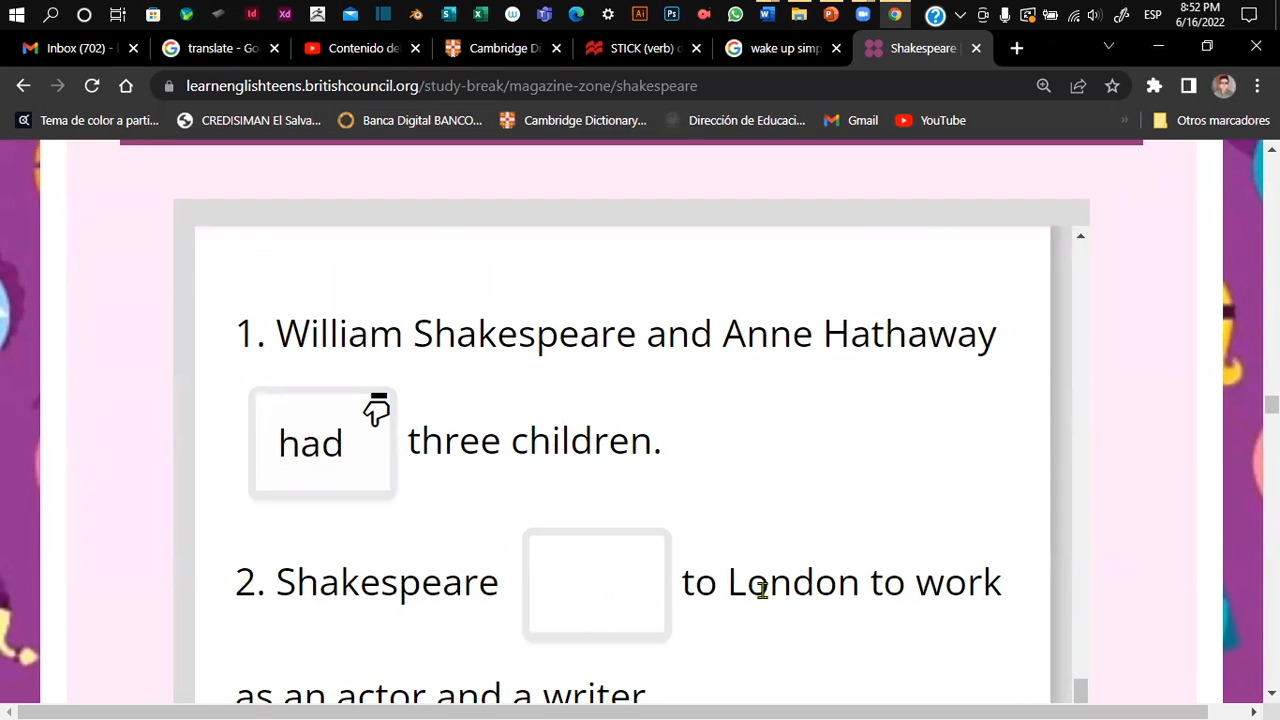 8:52 PM
ESP
6/16/2022
Inbox (702) -
translate - Go
Contenido de
Cambridge Di
STICK (verb) c
wake up simp
Shakespeare
learnenglishteens.britishcouncil.org/study-break/magazine-zone/shakespeare
Tema de color a parti...
CREDISIMAN El Salva...
Banca Digital BANCO...
Cambridge Dictionary...
Dirección de Educaci...
Gmail
YouTube
Otros marcadores
1. William Shakespeare and Anne Hathaway
had three children.
2. Shakespeare to London to work
as an actor and a writer